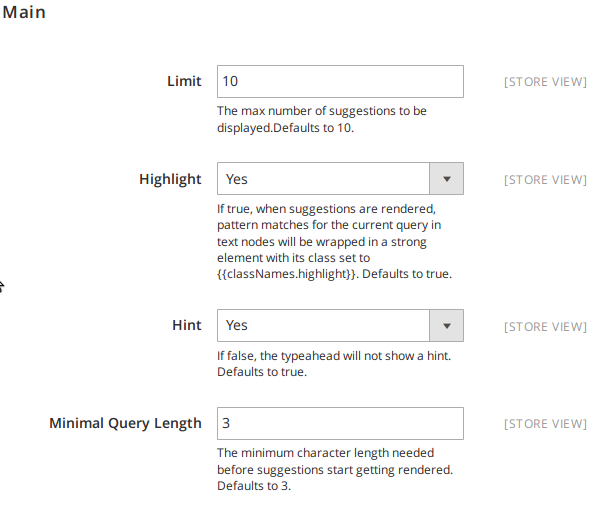 Main
Limit 10 [STORE VIEW]
The max number of suggestions to be
displayed.Defaults to 10.
Highlight Yes [STORE VIEW]
If true, when suggestions are rendered,
pattern matches for the current query in
text nodes will be wrapped in a strong
element with its class set to
{{classNames.highlight}}. Defaults to true.
Hint Yes [STORE VIEW]
If false, the typeahead will not show a hint.
Defaults to true.
Minimal Query Length 3 [STORE VIEW]
The minimum character length needed
before suggestions start getting rendered.
Defaults to 3.